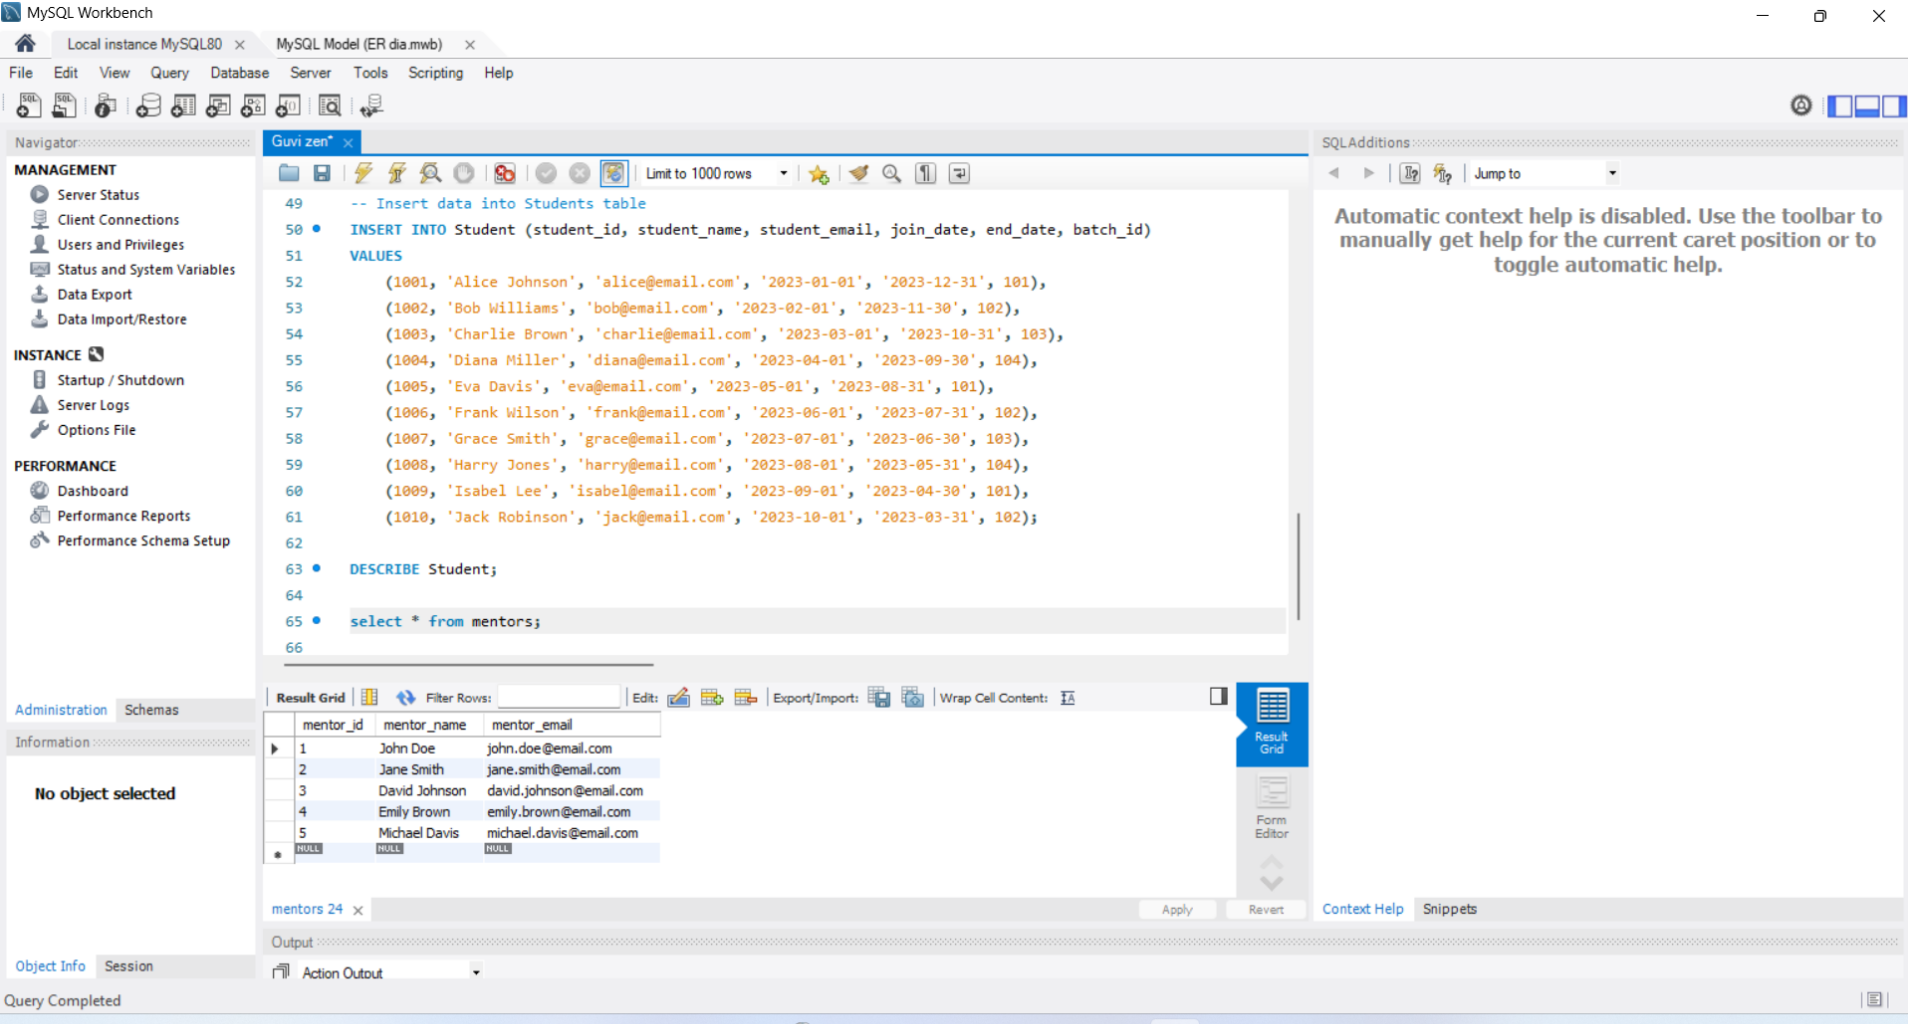 MySQL Workbench
Local instance MySQL80
MySQL Model (ER dia.mwb)
File Edit View Query Database Server Tools Scripting Help
Navigator
MANAGEMENT
Server Status
Client Connections
Users and Privileges
Status and System Variables
Data Export
Data Import/Restore
INSTANCE
Startup / Shutdown
Server Logs
Options File
PERFORMANCE
Dashboard
Performance Reports
Performance Schema Setup
Administration Schemas
Information
No object selected
Object Info Session
Query Completed
Guvi zen*
Limit to 1000 rows
49 -- Insert data into Students table
50 INSERT INTO Student (student_id, student_name, student_email, join_date, end_date, batch_id)
51 VALUES
52 (1001, 'Alice Johnson', 'alice@email.com', '2023-01-01', '2023-12-31', 101),
53 (1002, 'Bob Williams', 'bob@email.com', '2023-02-01', '2023-11-30', 102),
54 (1003, 'Charlie Brown', 'charlie@email.com', '2023-03-01', '2023-10-31', 103),
55 (1004, 'Diana Miller', 'diana@email.com', '2023-04-01', '2023-09-30', 104),
56 (1005, 'Eva Davis', 'eva@email.com', '2023-05-01', '2023-08-31', 101),
57 (1006, 'Frank Wilson', 'frank@email.com', '2023-06-01', '2023-07-31', 102),
58 (1007, 'Grace Smith', 'grace@email.com', '2023-07-01', '2023-06-30', 103),
59 (1008, 'Harry Jones', 'harry@email.com', '2023-08-01', '2023-05-31', 104),
60 (1009, 'Isabel Lee', 'isabel@email.com', '2023-09-01', '2023-04-30', 101),
61 (1010, 'Jack Robinson', 'jack@email.com', '2023-10-01', '2023-03-31', 102);
62
63 DESCRIBE Student;
64
65 select * from mentors;
66
Result Grid Filter Rows: Edit: Export/Import: Wrap Cell Content:
mentor_id mentor_name mentor_email
1 John Doe john.doe@email.com
2 Jane Smith jane.smith@email.com
3 David Johnson david.johnson@email.com
4 Emily Brown emily.brown@email.com
5 Michael Davis michael.davis@email.com
NULL NULL NULL
Result
Grid
Form
Editor
mentors 24
Apply Revert
Output
Action Output
SQLAdditions
Jump to
Automatic context help is disabled. Use the toolbar to
manually get help for the current caret position or to
toggle automatic help.
Context Help Snippets